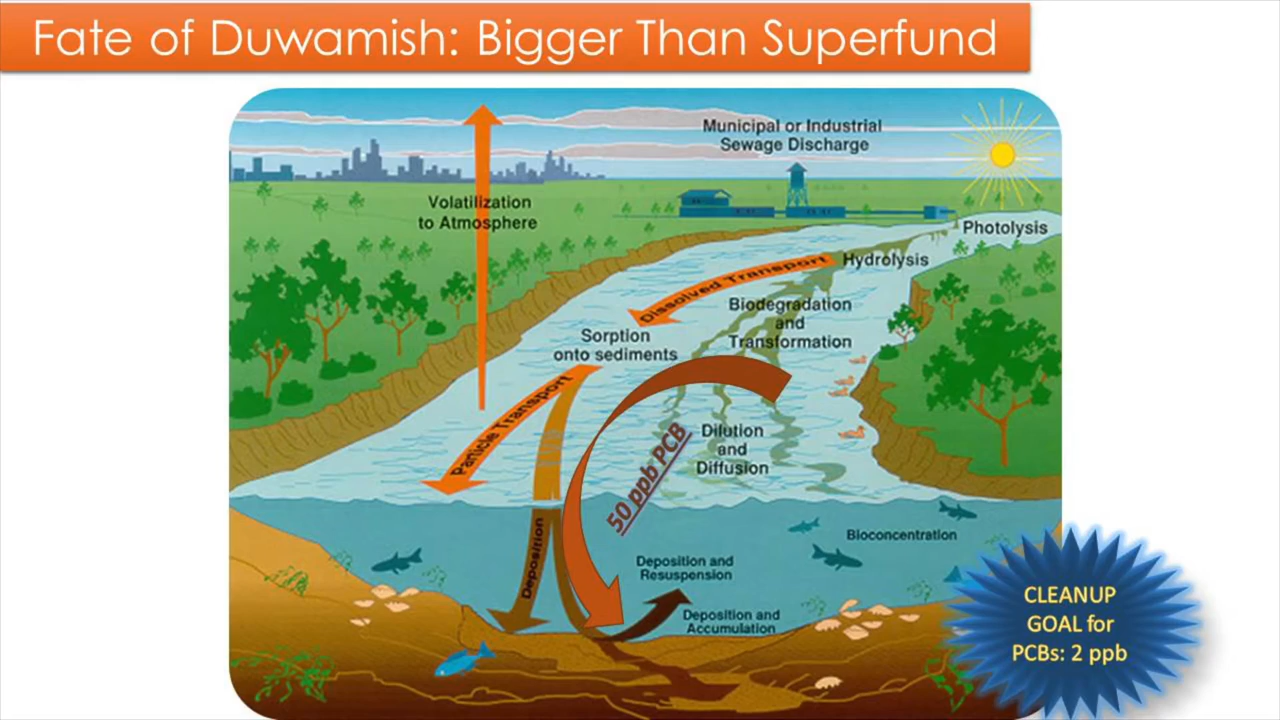 Fate of Duwamish: Bigger Than Superfund
Municipal or Industrial
Sewage Discharge
Volatilization
to Atmosphere
Photolysis
Hydrolysis
Dissolved Transport
Biodegradation
and
Transformation
Sorption
onto sediments
Particle Transport
50 ppb PCB
Dilution
and
Diffusion
Deposition
Bioconcentration
Deposition and
Resuspension
Deposition and
Accumulation
CLEANUP
GOAL for
PCBs: 2 ppb